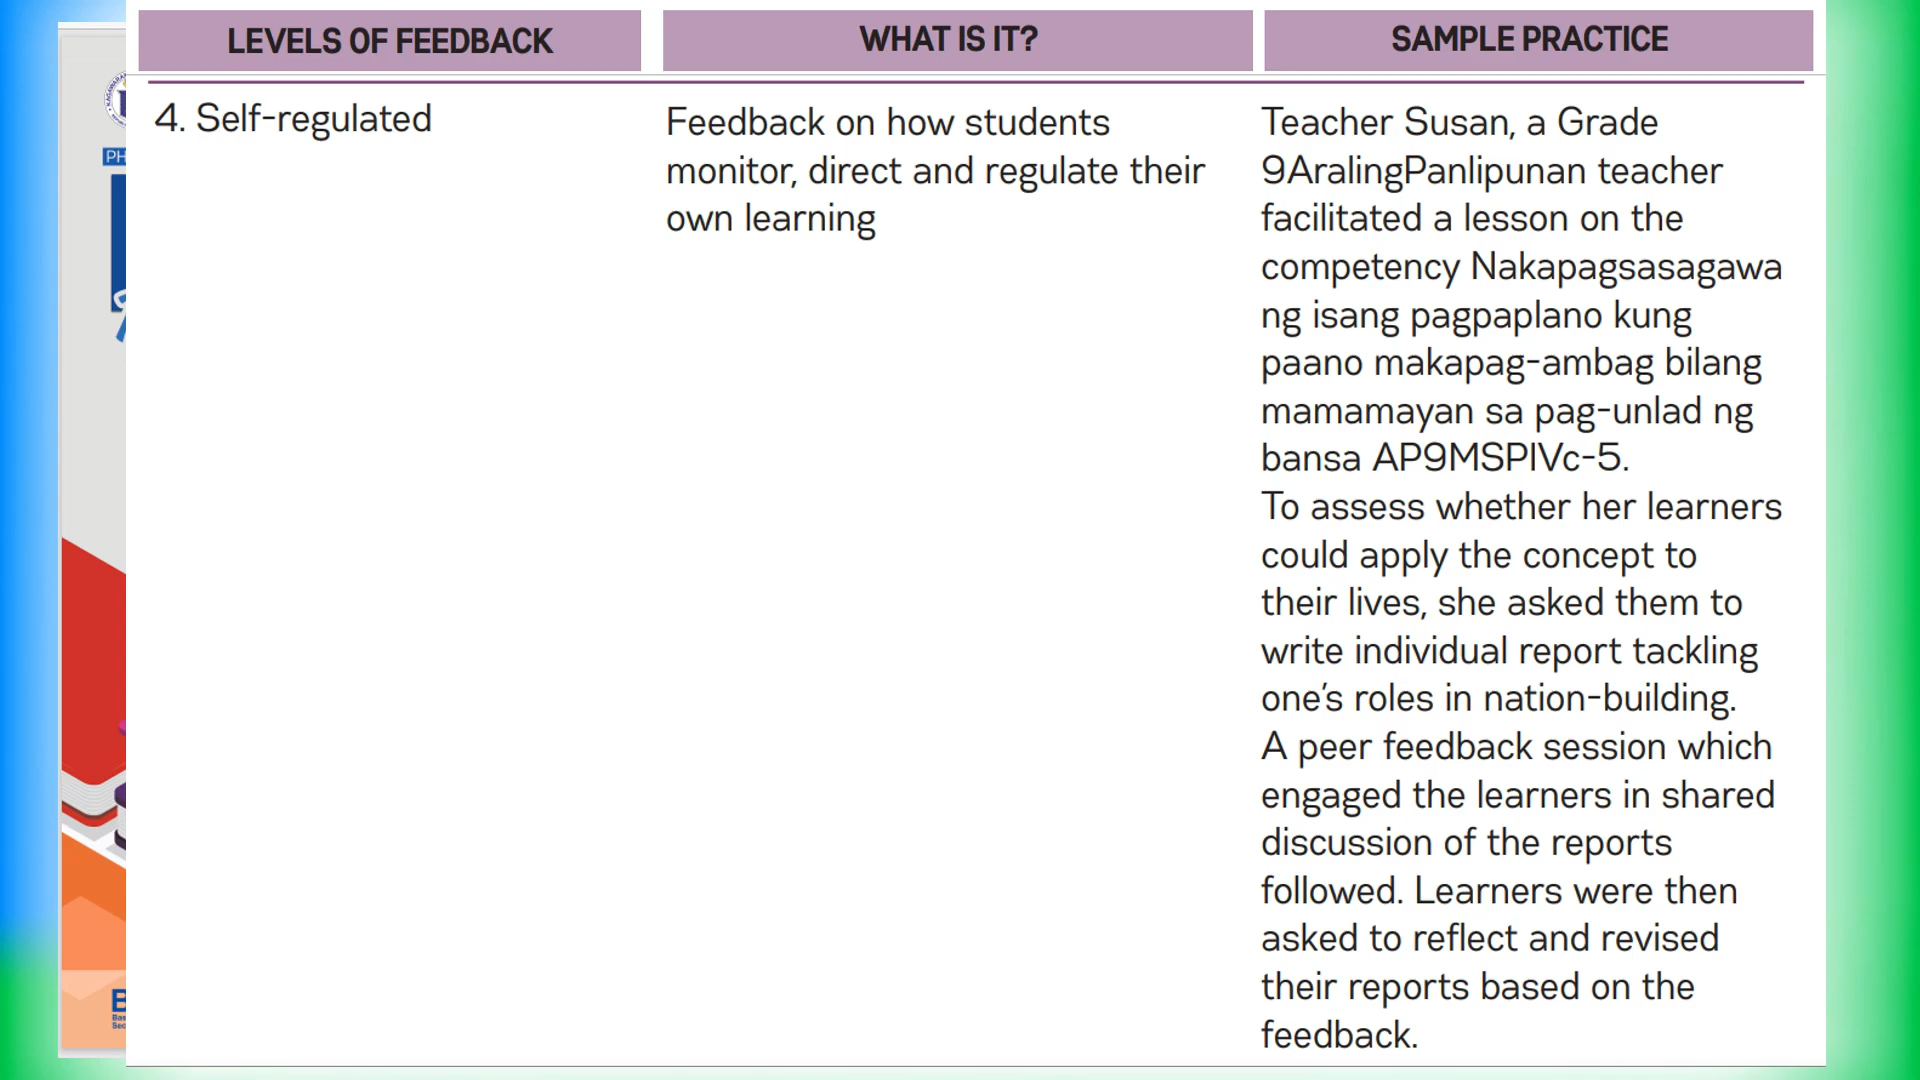 LEVELS OF FEEDBACK
WHAT IS IT?
SAMPLE PRACTICE
4. Self-regulated
Feedback on how students
monitor, direct and regulate their
own learning
Teacher Susan, a Grade
9AralingPanlipunan teacher
facilitated a lesson on the
competency Nakapagsasagawa
ng isang pagpaplano kung
paano makapag-ambag bilang
mamamayan sa pag-unlad ng
bansa AP9MSPIVc-5.
To assess whether her learners
could apply the concept to
their lives, she asked them to
write individual report tackling
one's roles in nation-building.
A peer feedback session which
engaged the learners in shared
discussion of the reports
followed. Learners were then
asked to reflect and revised
their reports based on the
feedback.
PH
B
Bas
Sec